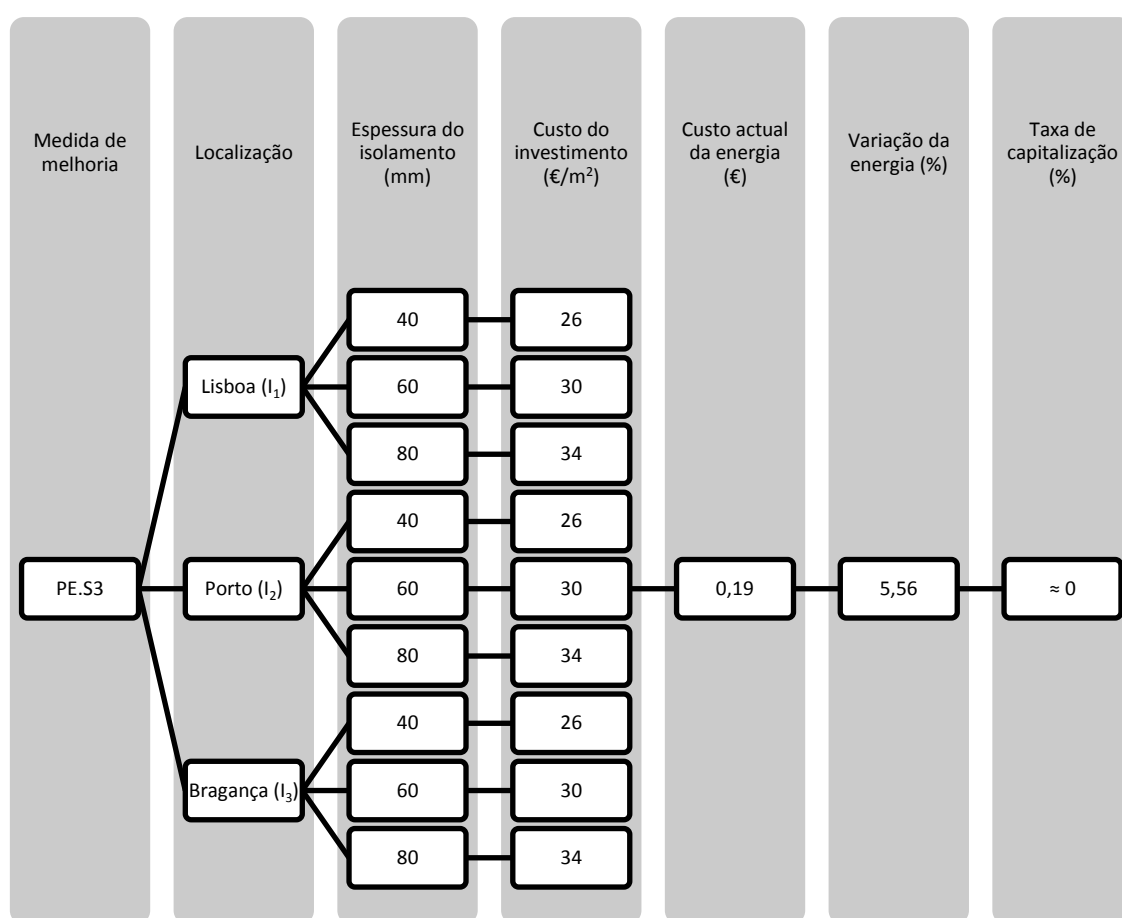 Medida de
melhoria
Localização
Espessura do
isolamento
(mm)
Custo do
investimento
(€/m²)
Custo actual
da energia
(€)
Variação da
energia (%)
Taxa de
capitalização
(%)
PE.S3
Lisboa (I₁)
40
26
60
30
80
34
Porto (I₂)
40
26
60
30
80
34
Bragança (I₃)
40
26
60
30
80
34
0,19
5,56
≈ 0